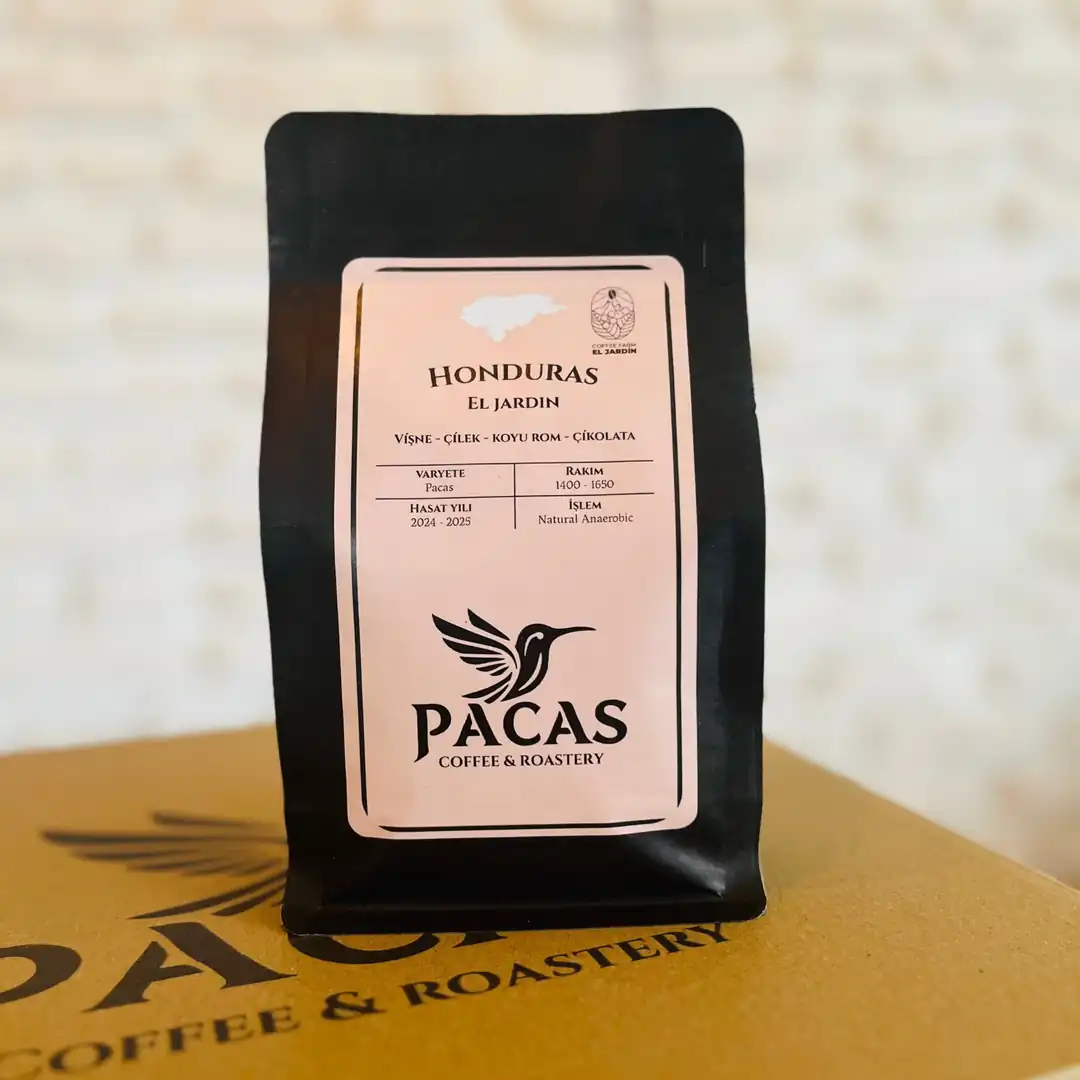 COFFEE FARM
EL JARDÍN
HONDURAS
EL JARDIN
VİŞNE - ÇİLEK - KOYU ROM - ÇİKOLATA
VARYETE
Pacas
RAKIM
1400 - 1650
HASAT YILI
2024 - 2025
İŞLEM
Natural Anaerobic
PACAS
COFFEE & ROASTERY
COFFEE & ROASTERY